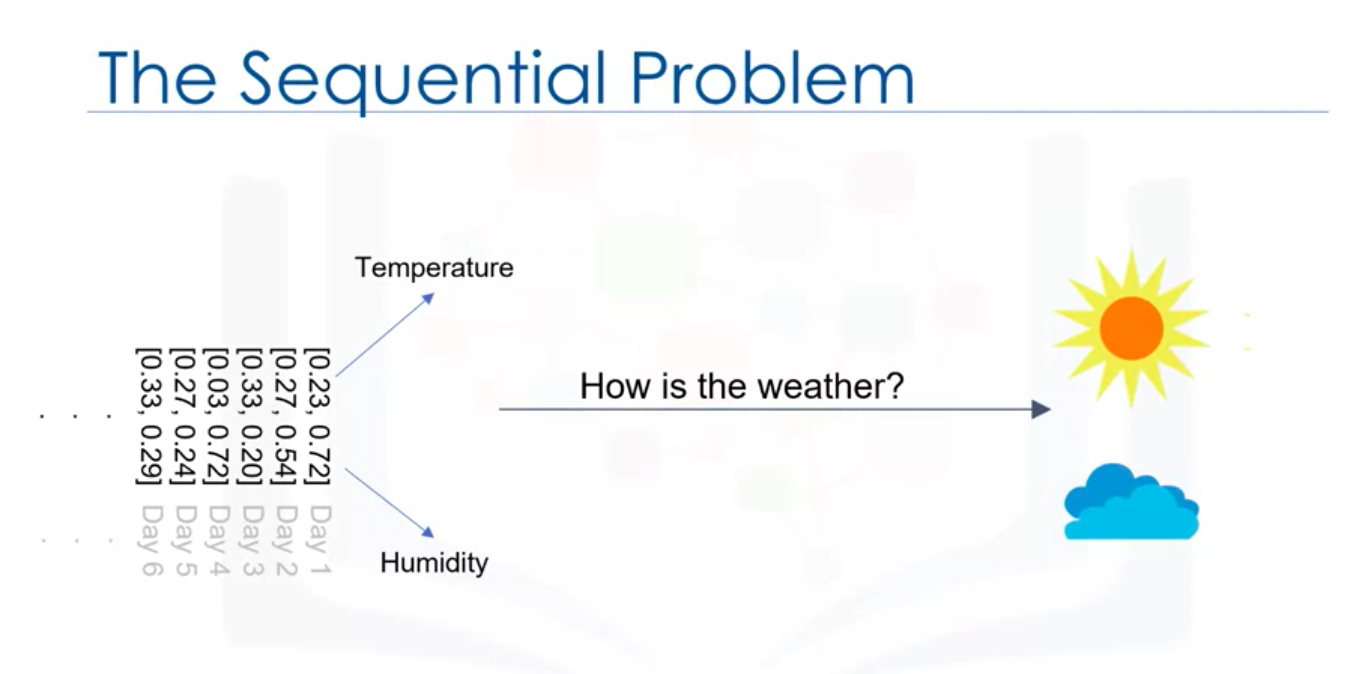 The Sequential Problem
Temperature
[0.23, 0.72] Day 1
[0.27, 0.54] Day 2
[0.33, 0.20] Day 3
[0.03, 0.72] Day 4
[0.27, 0.24] Day 5
[0.33, 0.29] Day 6
. . .
. . .
Humidity
How is the weather?